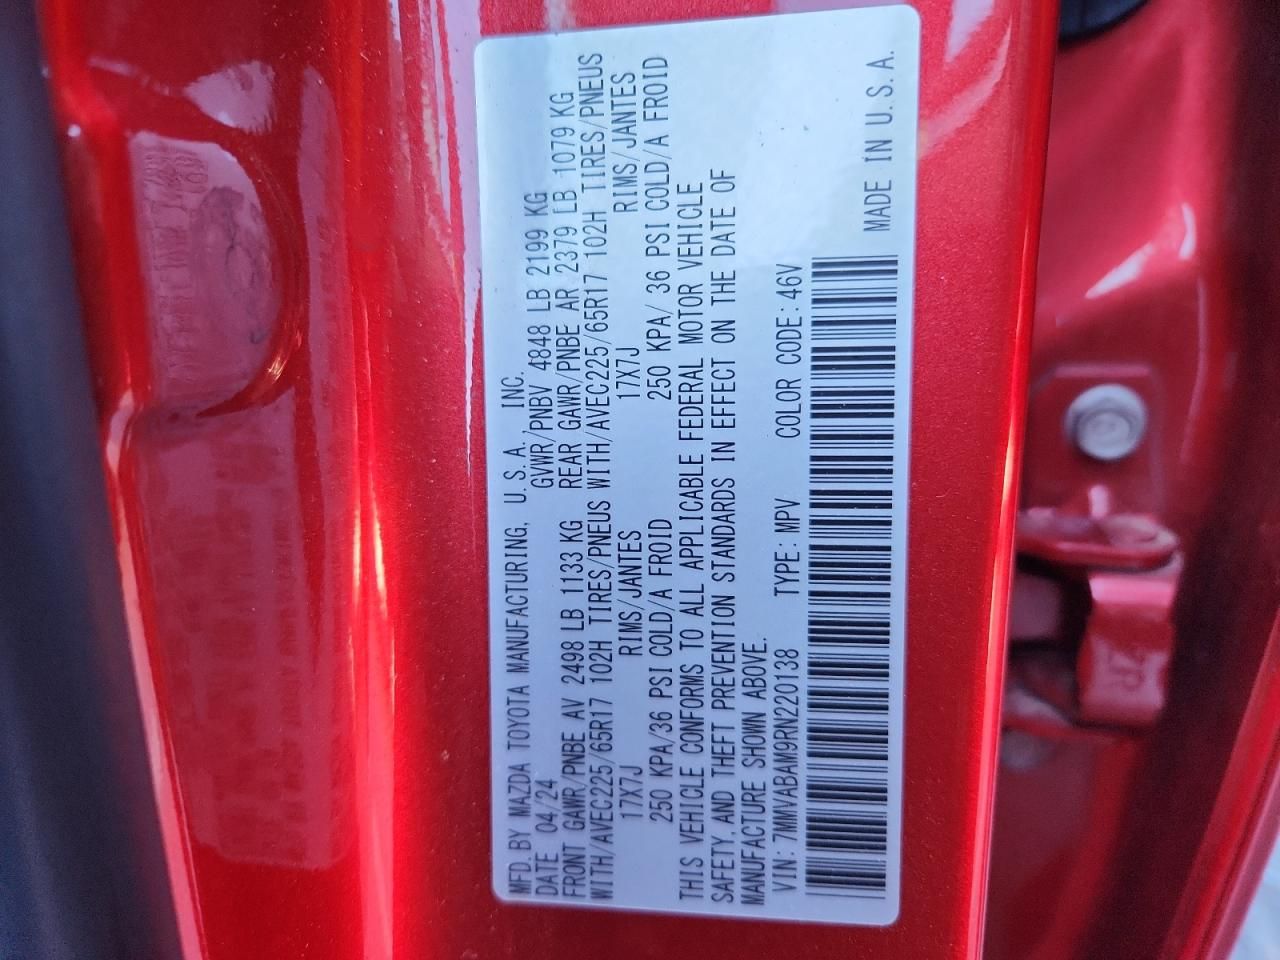 MFD. BY MAZDA TOYOTA MANUFACTURING, U.S.A., INC.
DATE 04/24 GVWR/PNBV 4848 LB 2199 KG
FRONT GAWR/PNBE AV 2498 LB 1133 KG REAR GAWR/PNBE AR 2379 LB 1079 KG
WITH/AVEC225/65R17 102H TIRES/PNEUS WITH/AVEC225/65R17 102H TIRES/PNEUS
17X7J RIMS/JANTES 17X7J RIMS/JANTES
250 KPA/36 PSI COLD/A FROID 250 KPA/ 36 PSI COLD/A FROID
THIS VEHICLE CONFORMS TO ALL APPLICABLE FEDERAL MOTOR VEHICLE
SAFETY, AND THEFT PREVENTION STANDARDS IN EFFECT ON THE DATE OF
MANUFACTURE SHOWN ABOVE.
VIN: 7MMVABAM9RN220138 TYPE: MPV COLOR CODE: 46V
MADE IN U.S.A.